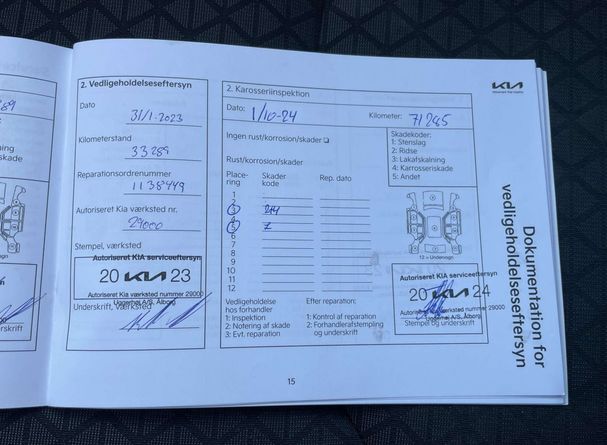 2. Vedligeholdelseseftersyn
Dato
31/1-2023
Kilometerstand
33289
Reparationsordrenummer
1138449
Autoriseret Kia værksted nr.
29000
Stempel, værksted
Autoriseret KIA serviceeftersyn
20 KIA 23
Autoriseret Kia værksted nummer 29000
Uggerhøj A/S, Ålborg
Underskrift, Værksted
2. Karosseriinspektion
Dato: 1/10-24 Kilometer: 71245
Ingen rust/korrosion/skader
Rust/korrosion/skader
Placering Skader kode Rep. dato
1
2
3
4
5
6
7
8
9
10
11
12
Skadekoder:
1: Stenslag
2: Ridse
3: Lakafskalning
4: Karrosseriskade
5: Andet
12 = Undervogn
Vedligeholdelse hos forhandler
1: Inspektion
2: Notering af skade
3: Evt. reparation
Efter reparation:
1: Kontrol af reparation
2: Forhandlerafstempling og underskrift
Autoriseret KIA serviceeftersyn
20 KIA 24
Autoriseret Kia værksted nummer 29000
Uggerhøj A/S, Ålborg
Stempel og underskrift
KIA
Dokumentation for
vedligeholdelseseftersyn
15